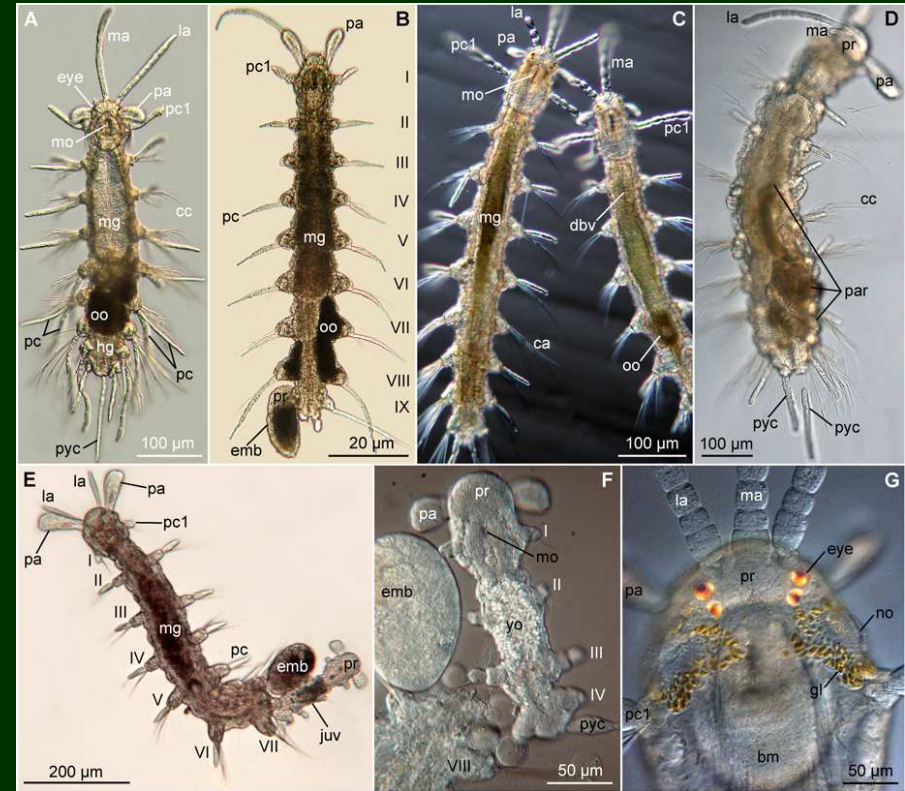 A
ma
la
eye
pa
pc1
mo
mg
cc
oo
pc
hg
pc
pyc
100 µm
B
pa
pc1
I
II
III
IV
pc
V
mg
VI
oo
VII
VIII
pr
IX
emb
20 µm
C
la
pa
pc1
mo
ma
pc1
mg
dbv
ca
oo
100 µm
D
la
ma
pr
pa
cc
par
pyc
pyc
100 µm
E
la
la
pa
pa
pc1
I
II
III
mg
IV
pc
emb
pr
V
juv
VI
VII
200 µm
F
pr
pa
I
mo
emb
II
yo
III
IV
pyc
VIII
50 µm
G
la
ma
eye
pr
pa
no
gl
pc1
bm
50 µm